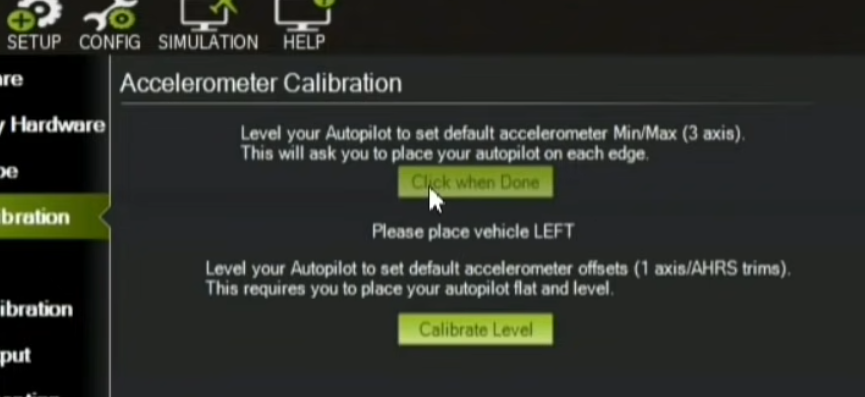 SETUP CONFIG SIMULATION HELP
Accelerometer Calibration
Hardware
Level your Autopilot to set default accelerometer Min/Max (3 axis).
This will ask you to place your autopilot on each edge.
Click when Done
bration
Please place vehicle LEFT
Level your Autopilot to set default accelerometer offsets (1 axis/AHRS trims).
This requires you to place your autopilot flat and level.
ibration
Calibrate Level
put